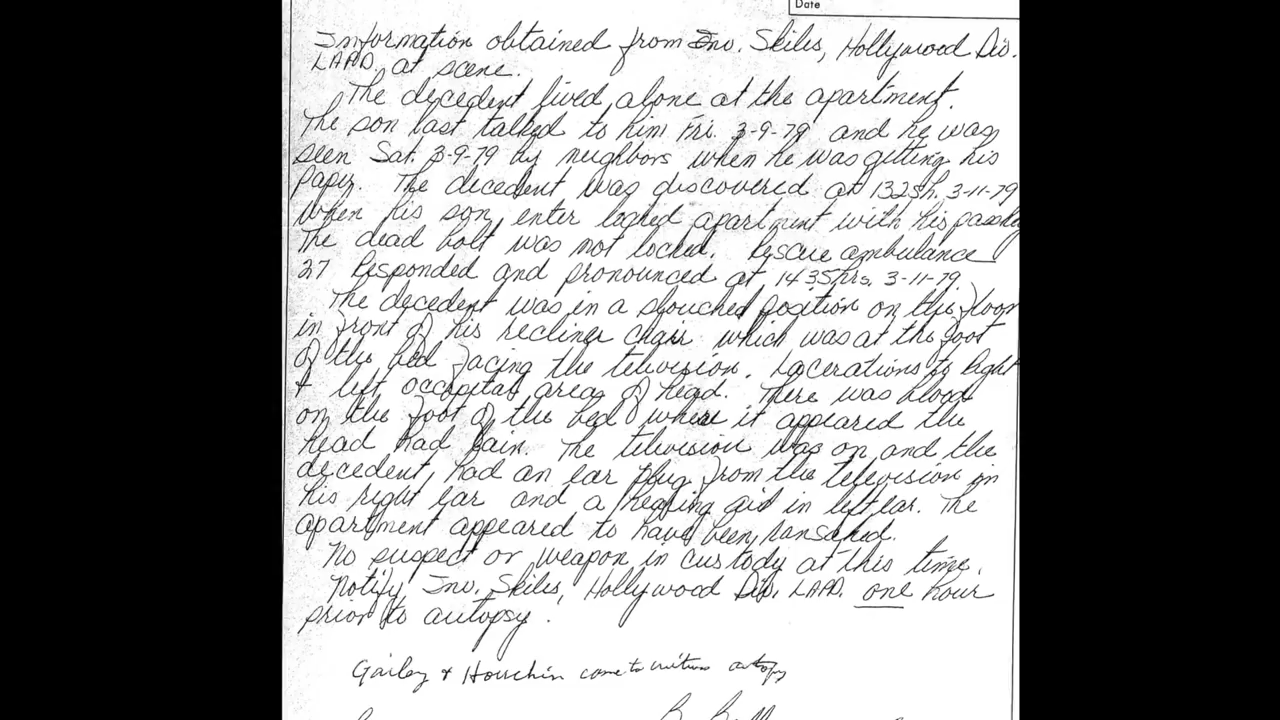 Date
Information obtained from Inv. Skiles, Hollywood Div.
LAPD. at scene.
The decedent lived alone at the apartment.
The son last talked to him Fri. 3-9-79 and he was
seen Sat. 3-9-79 by neighbors when he was getting his
paper. The decedent was discovered at 1325h. 3-11-79
when his son, enter locked apartment with his passkey
The dead bolt was not locked. Rescue ambulance
27 Responded and pronounced at 1435hrs. 3-11-79.
The decedent was in a slouched position on the floor
in front of his recliner chair which was at the foot
of the bed facing the television. Lacerations to Right
& left occipital areas of head. There was blood
on the foot of the bed where it appeared the
head had lain. The television was on and the
decedent, had an ear plug from the television in
his right ear and a hearing aid in left ear. The
apartment appeared to have been ransacked.
No suspect or weapon in custody at this time.
Notify Inv. Skiles, Hollywood Div. LAPD. one hour
prior to autopsy.
Gailey & Houchin came to witness autopsy